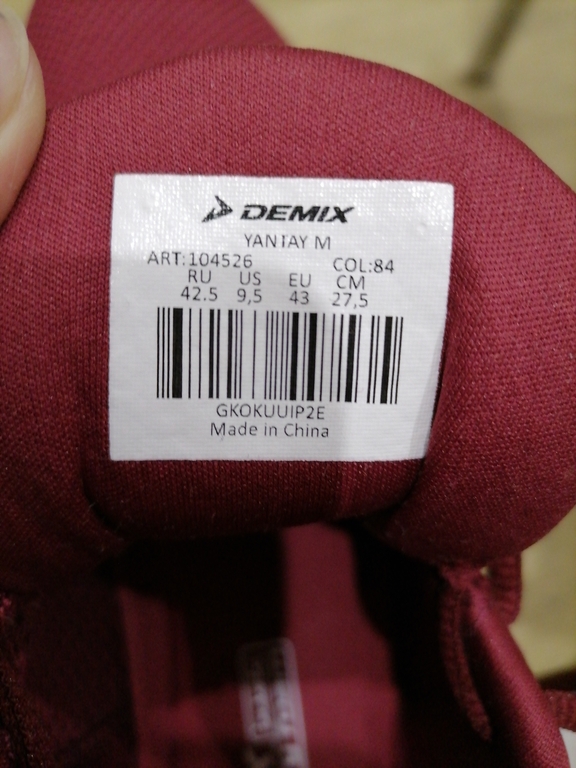 DEMIX
YANTAY M
ART:104526 COL:84
RU US EU CM
42.5 9,5 43 27,5
GKOKUUIP2E
Made in China